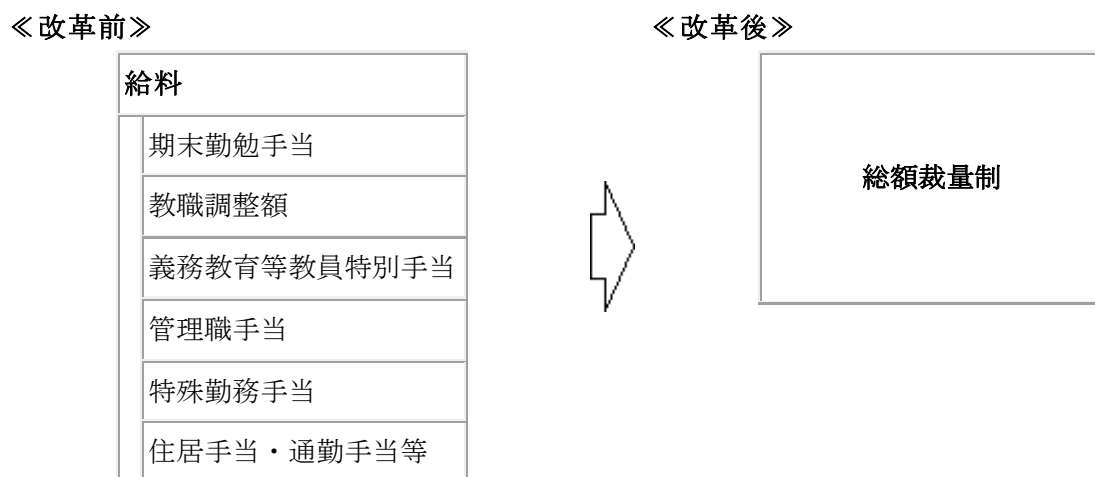 ≪改革前≫
給料
期末勤勉手当
教職調整額
義務教育等教員特別手当
管理職手当
特殊勤務手当
住居手当・通勤手当等
≪改革後≫
総額裁量制